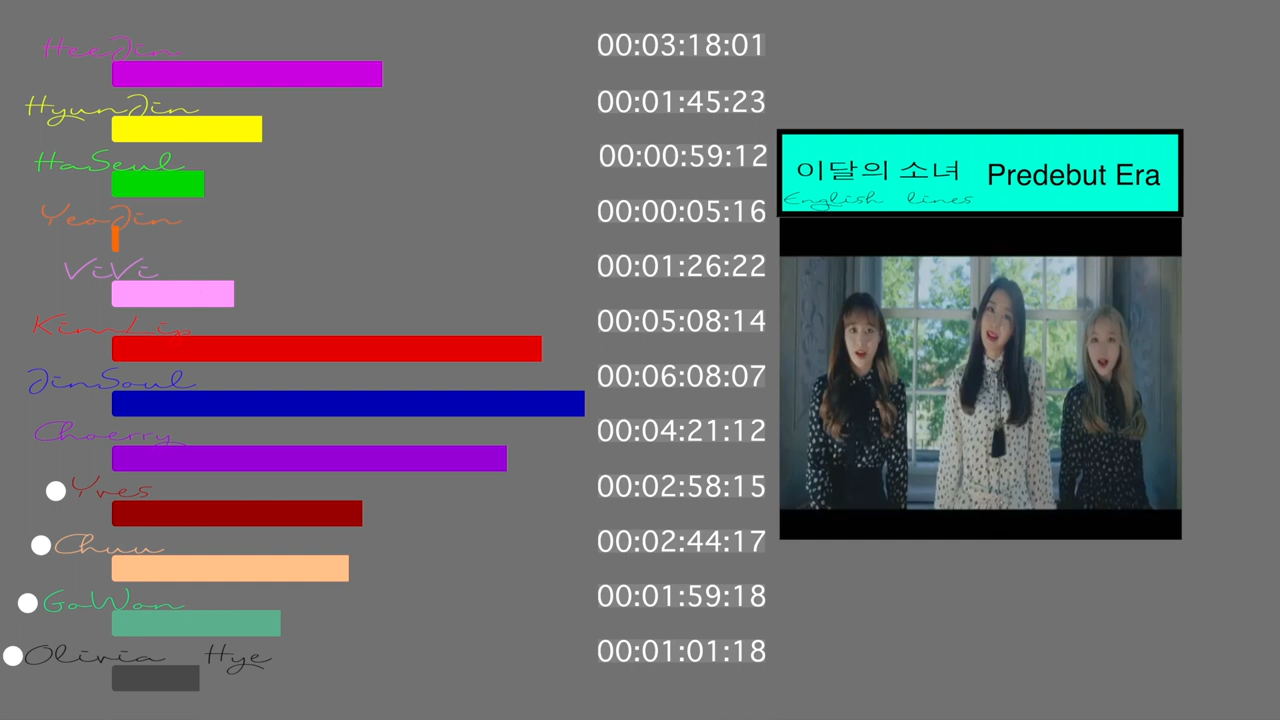 HeeJin
00:03:18:01
HyunJin
00:01:45:23
HaSeul
00:00:59:12
YeoJin
00:00:05:16
ViVi
00:01:26:22
KimLip
00:05:08:14
JinSoul
00:06:08:07
Choerry
00:04:21:12
Yves
00:02:58:15
Chuu
00:02:44:17
GoWon
00:01:59:18
Olivia Hye
00:01:01:18
이달의 소녀 Predebut Era
English lines